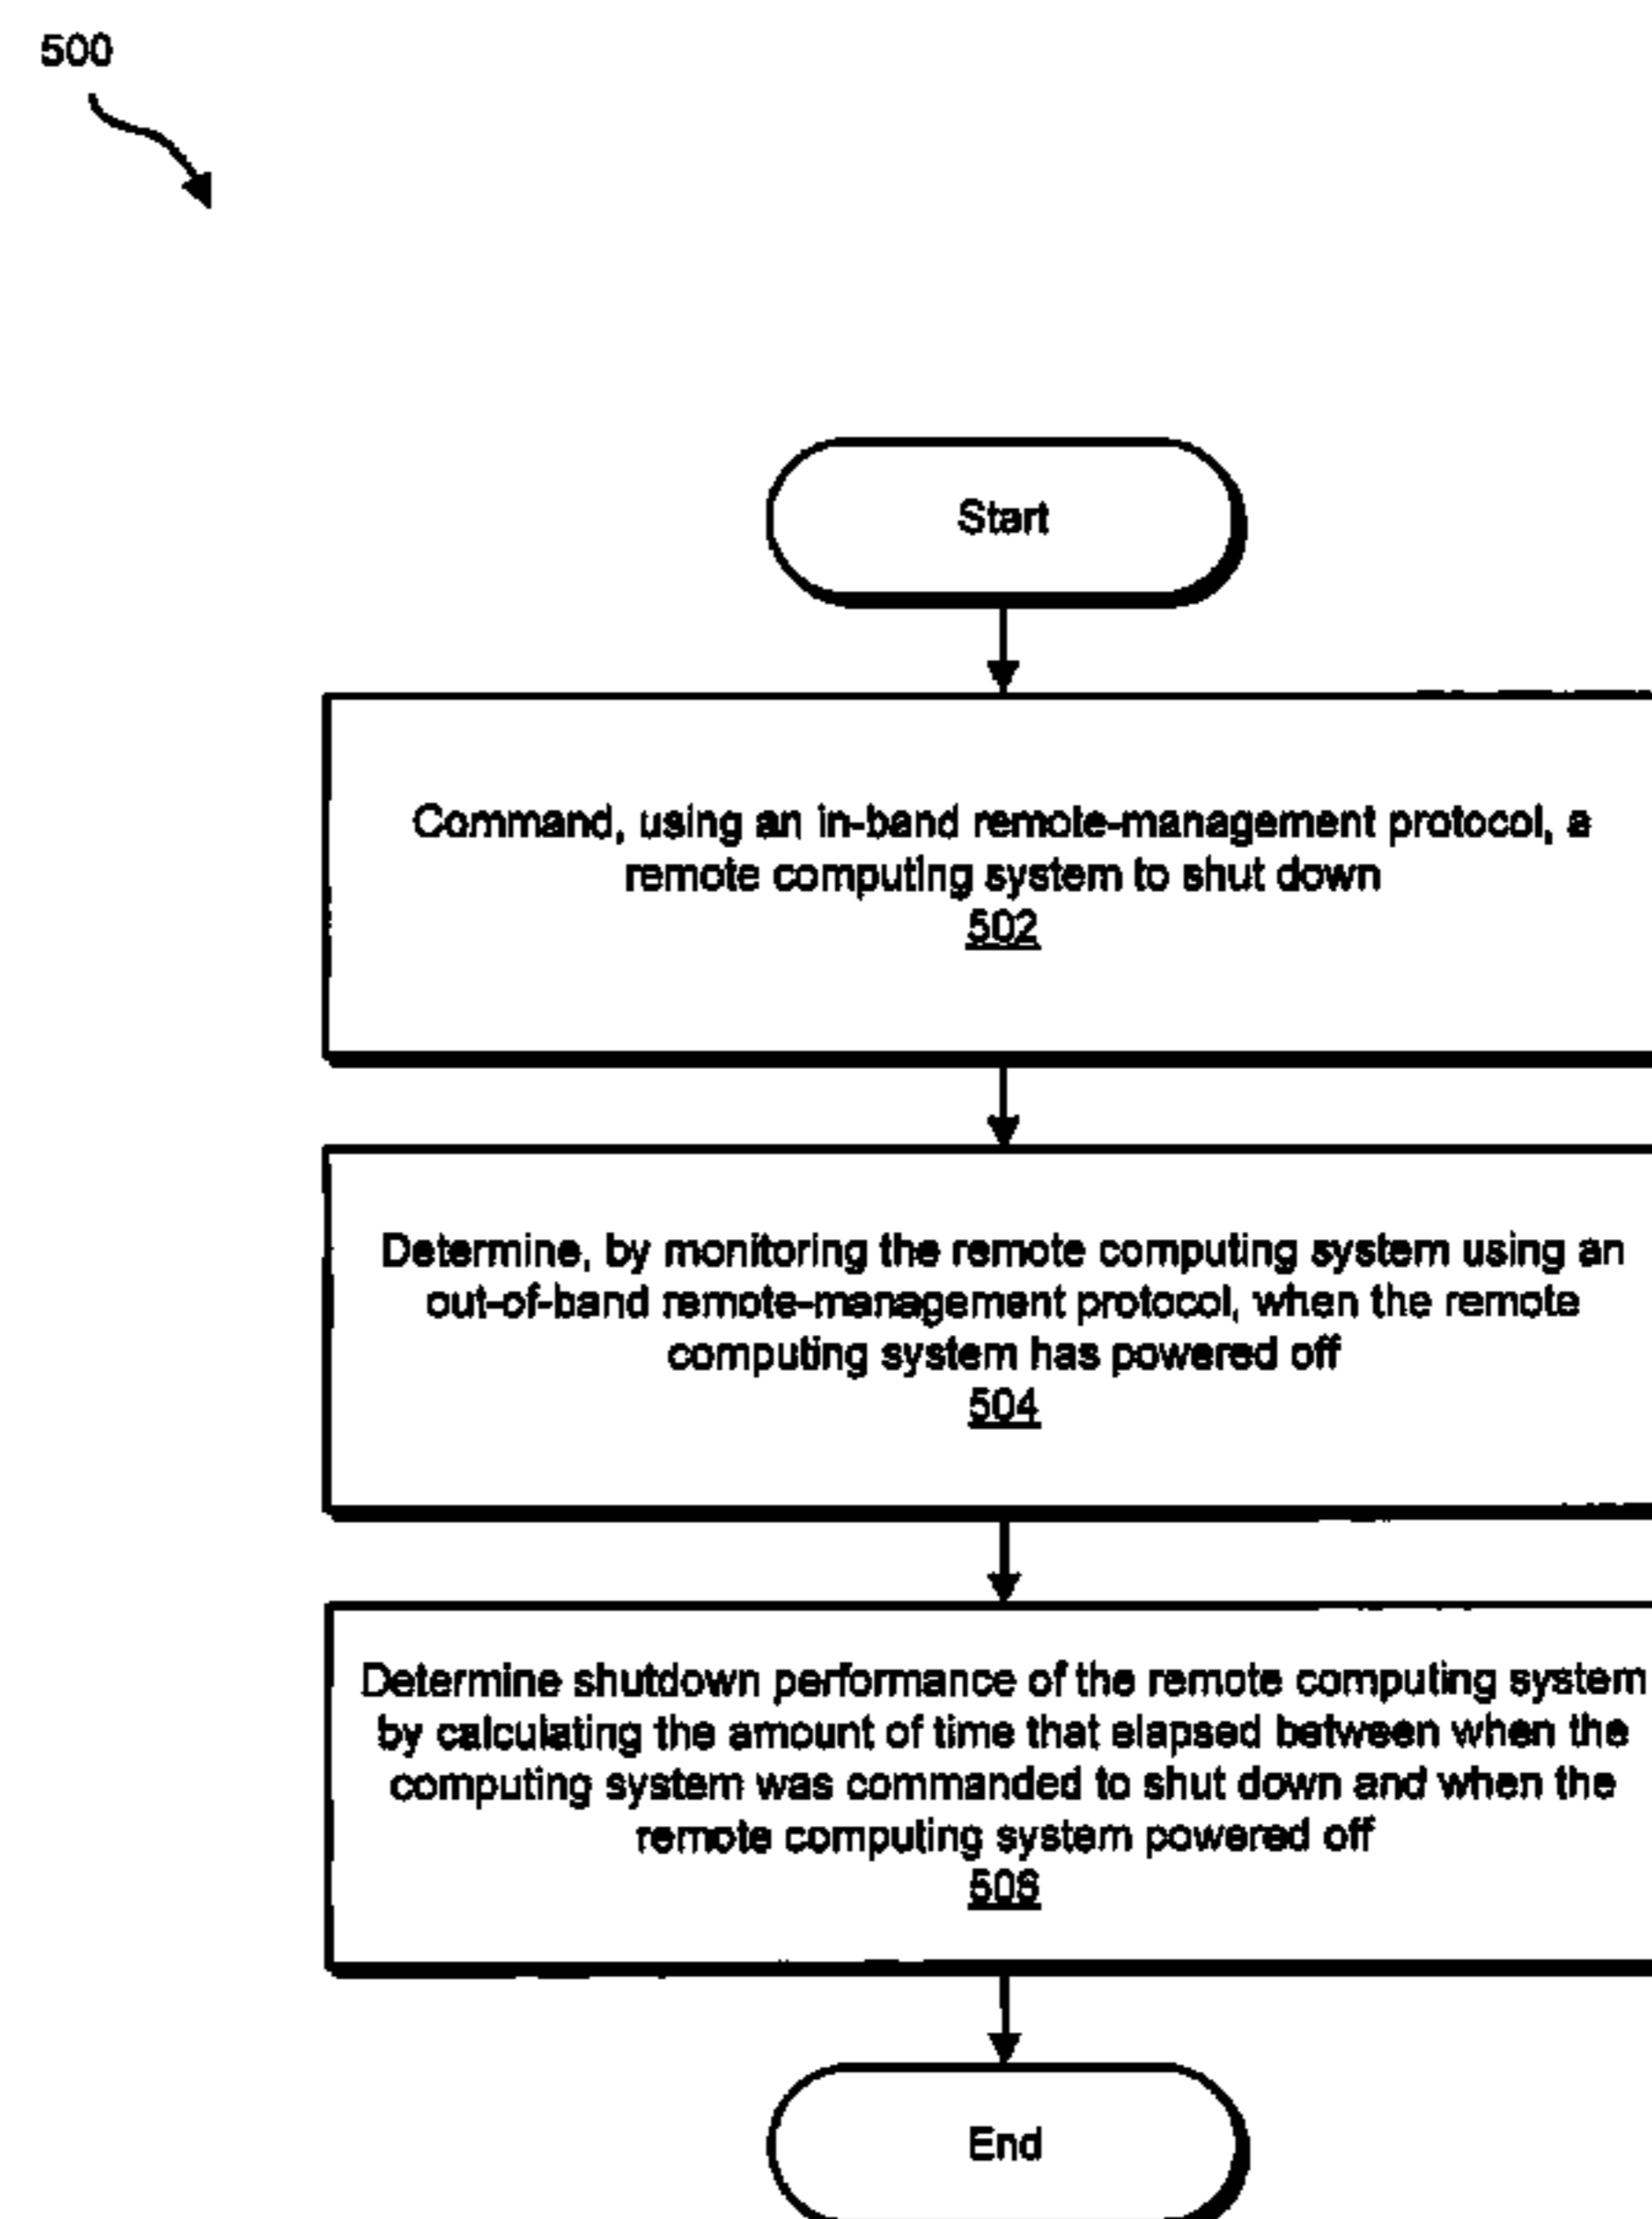 500
Start
Command, using an in-band remote-management protocol, a
remote computing system to shut down
502
Determine, by monitoring the remote computing system using an
out-of-band remote-management protocol, when the remote
computing system has powered off
504
Determine shutdown performance of the remote computing system
by calculating the amount of time that elapsed between when the
computing system was commanded to shut down and when the
remote computing system powered off
506
End